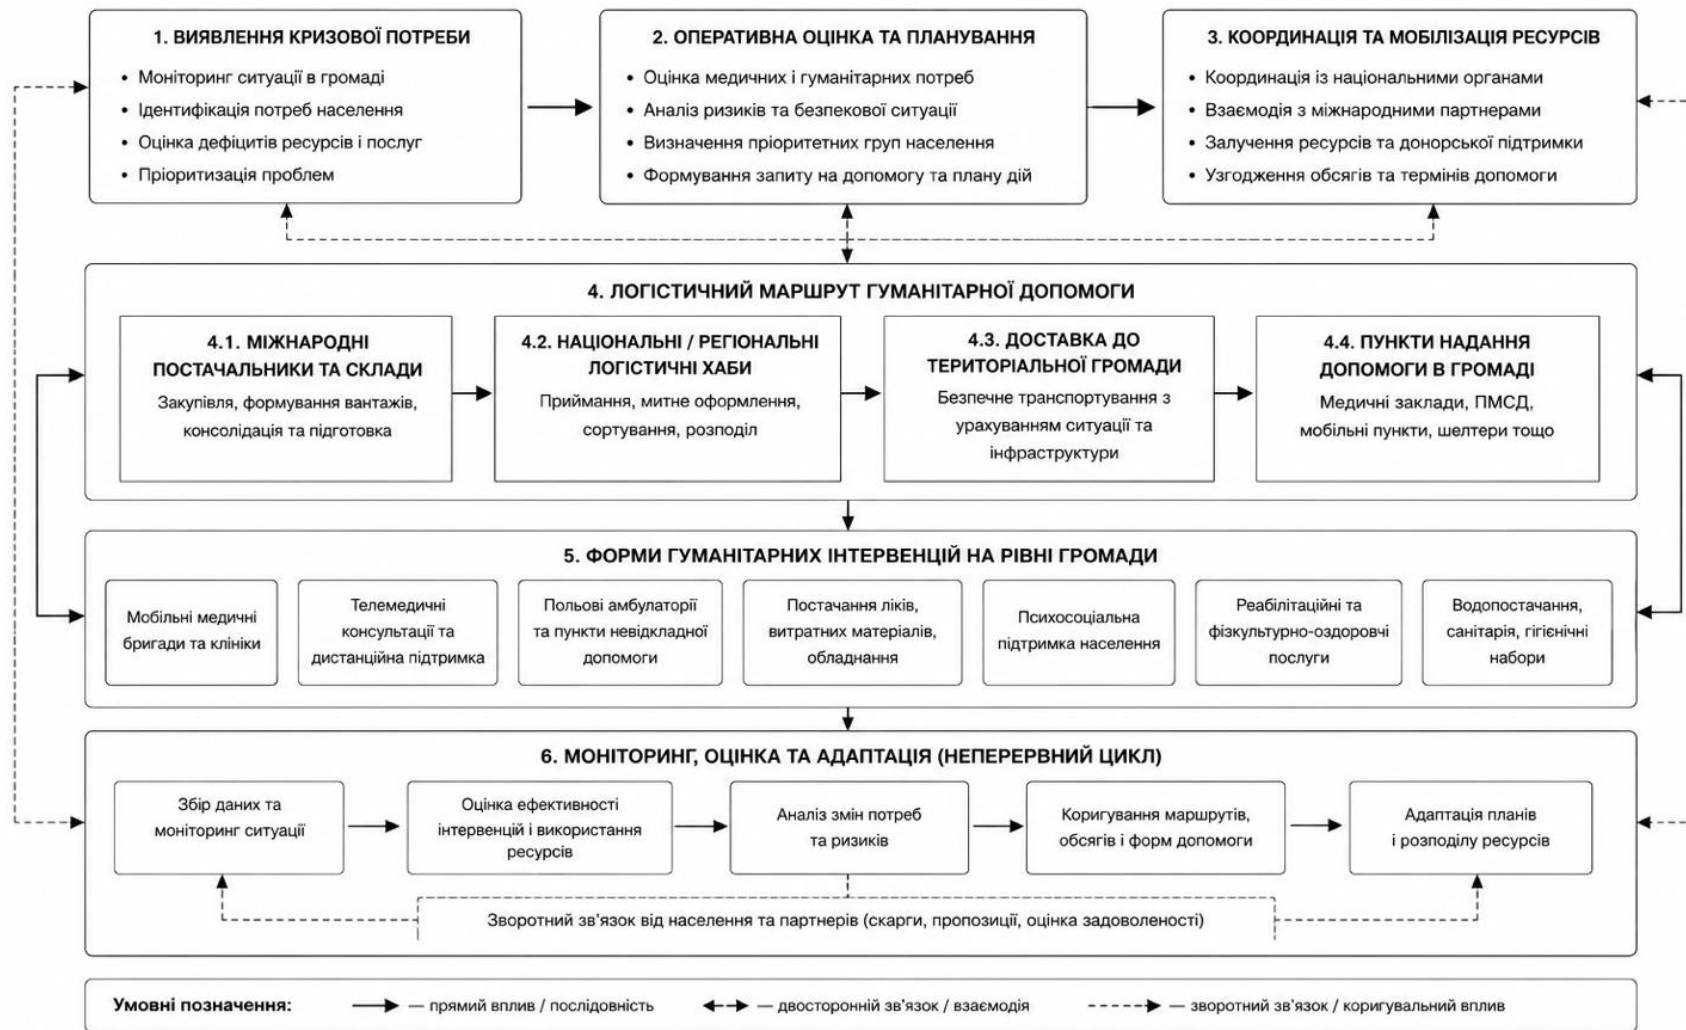 1. ВИЯВЛЕННЯ КРИЗОВОЇ ПОТРЕБИ
• Моніторинг ситуації в громаді
• Ідентифікація потреб населення
• Оцінка дефіцитів ресурсів і послуг
• Пріоритизація проблем
2. ОПЕРАТИВНА ОЦІНКА ТА ПЛАНУВАННЯ
• Оцінка медичних і гуманітарних потреб
• Аналіз ризиків та безпекової ситуації
• Визначення пріоритетних груп населення
• Формування запиту на допомогу та плану дій
3. КООРДИНАЦІЯ ТА МОБІЛІЗАЦІЯ РЕСУРСІВ
• Координація із національними органами
• Взаємодія з міжнародними партнерами
• Залучення ресурсів та донорської підтримки
• Узгодження обсягів та термінів допомоги
4. ЛОГІСТИЧНИЙ МАРШРУТ ГУМАНІТАРНОЇ ДОПОМОГИ
4.1. МІЖНАРОДНІ
ПОСТАЧАЛЬНИКИ ТА СКЛАДИ
Закупівля, формування вантажів,
консолідація та підготовка
4.2. НАЦІОНАЛЬНІ / РЕГІОНАЛЬНІ
ЛОГІСТИЧНІ ХАБИ
Приймання, митне оформлення,
сортування, розподіл
4.3. ДОСТАВКА ДО
ТЕРИТОРІАЛЬНОЇ ГРОМАДИ
Безпечне транспортування з
урахуванням ситуації та
інфраструктури
4.4. ПУНКТИ НАДАННЯ
ДОПОМОГИ В ГРОМАДІ
Медичні заклади, ПМСД,
мобільні пункти, шелтери тощо
5. ФОРМИ ГУМАНІТАРНИХ ІНТЕРВЕНЦІЙ НА РІВНІ ГРОМАДИ
Мобільні медичні
бригади та клініки
Телемедичні
консультації та
дистанційна підтримка
Польові амбулаторії
та пункти невідкладної
допомоги
Постачання ліків,
витратних матеріалів,
обладнання
Психосоціальна
підтримка населення
Реабілітаційні та
фізкультурно-оздоровчі
послуги
Водопостачання,
санітарія, гігієнічні
набори
6. МОНІТОРИНГ, ОЦІНКА ТА АДАПТАЦІЯ (НЕПЕРЕРВНИЙ ЦИКЛ)
Збір даних та
моніторинг ситуації
Оцінка ефективності
інтервенцій і використання
ресурсів
Аналіз змін потреб
та ризиків
Коригування маршрутів,
обсягів і форм допомоги
Адаптація планів
і розподілу ресурсів
Зворотний зв'язок від населення та партнерів (скарги, пропозиції, оцінка задоволеності)
Умовні позначення: — прямий вплив / послідовність — двосторонній зв'язок / взаємодія — зворотний зв'язок / коригувальний вплив